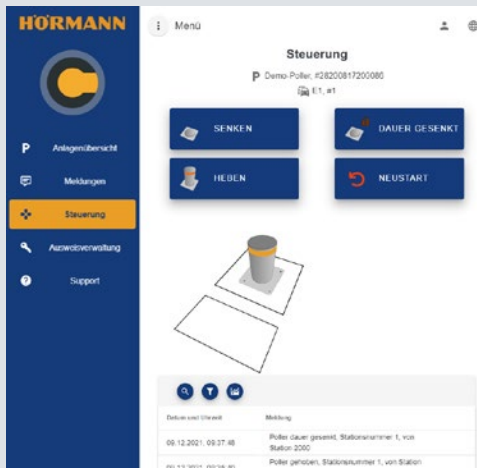 HÖRMANN
Menü
Steuerung
P Demo-Poller, #28200817200086
E1, #1
SENKEN
DAUER GESENKT
HEBEN
NEUSTART
P Anlagenübersicht
Meldungen
Steuerung
Ausweisverwaltung
? Support
Datum und Uhrzeit Meldung
09.12.2021, 09:37:48 Poller dauer gesenkt, Stationsnummer 1, von
Station 2000
Poller gehoben, Stationsnummer 1, von Station